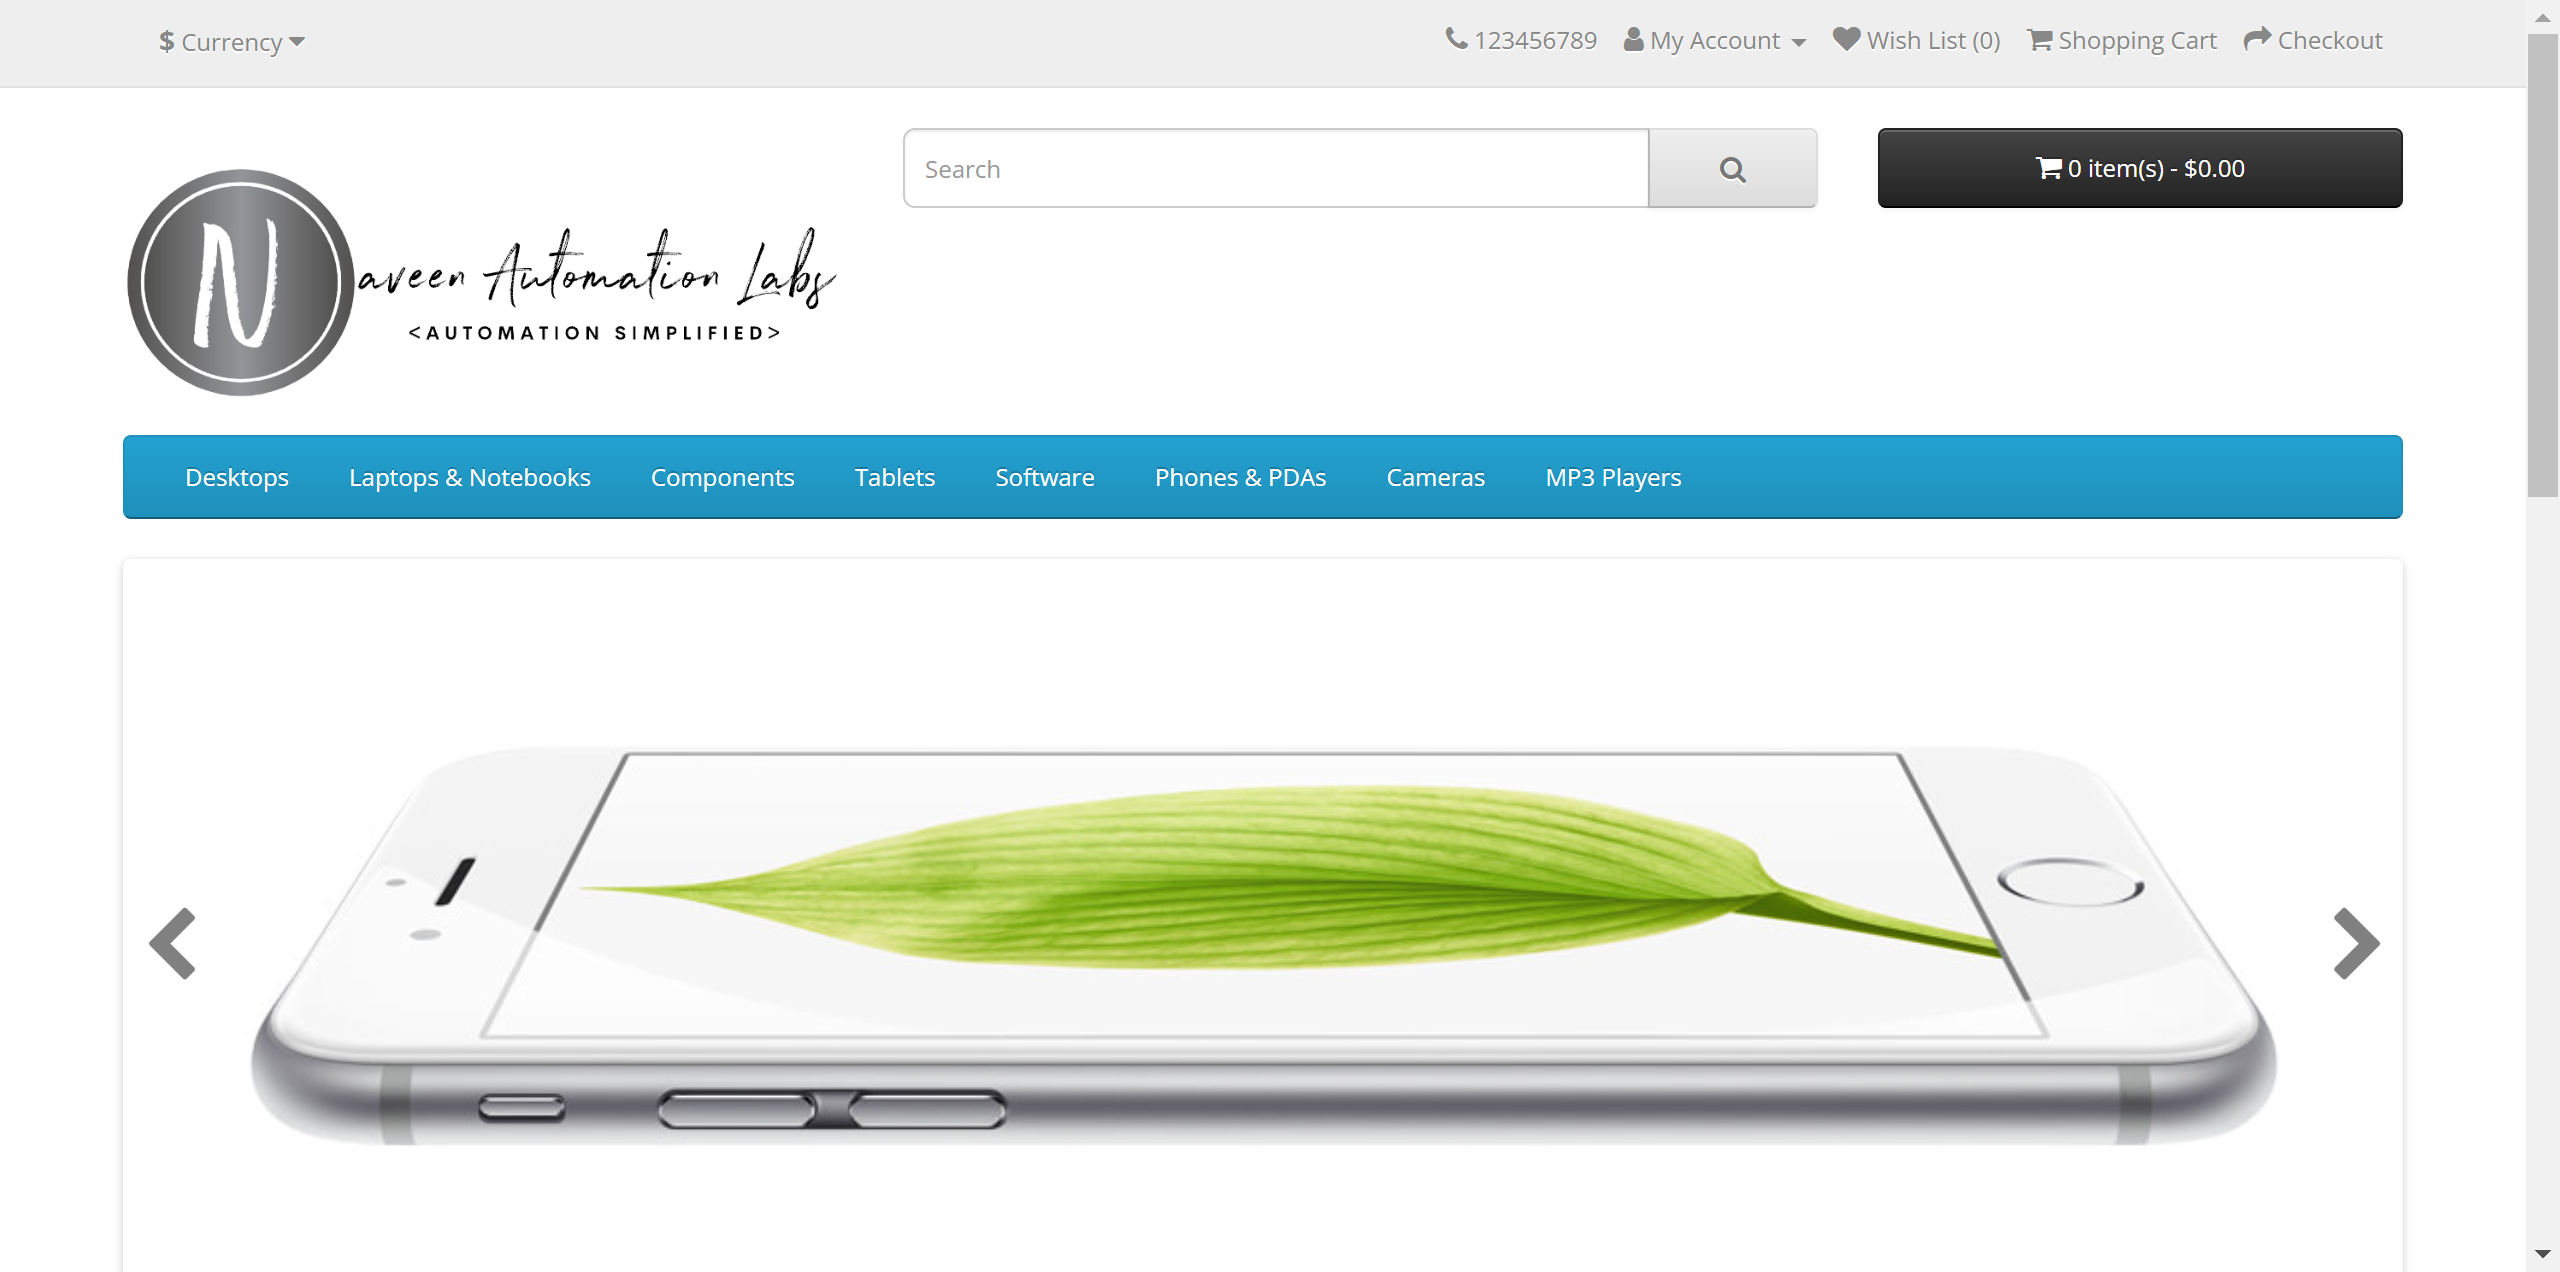 $ Currency
123456789 My Account Wish List (0) Shopping Cart Checkout
Search
0 item(s) - $0.00
Naveen Automation Labs
<AUTOMATION SIMPLIFIED>
Desktops Laptops & Notebooks Components Tablets Software Phones & PDAs Cameras MP3 Players